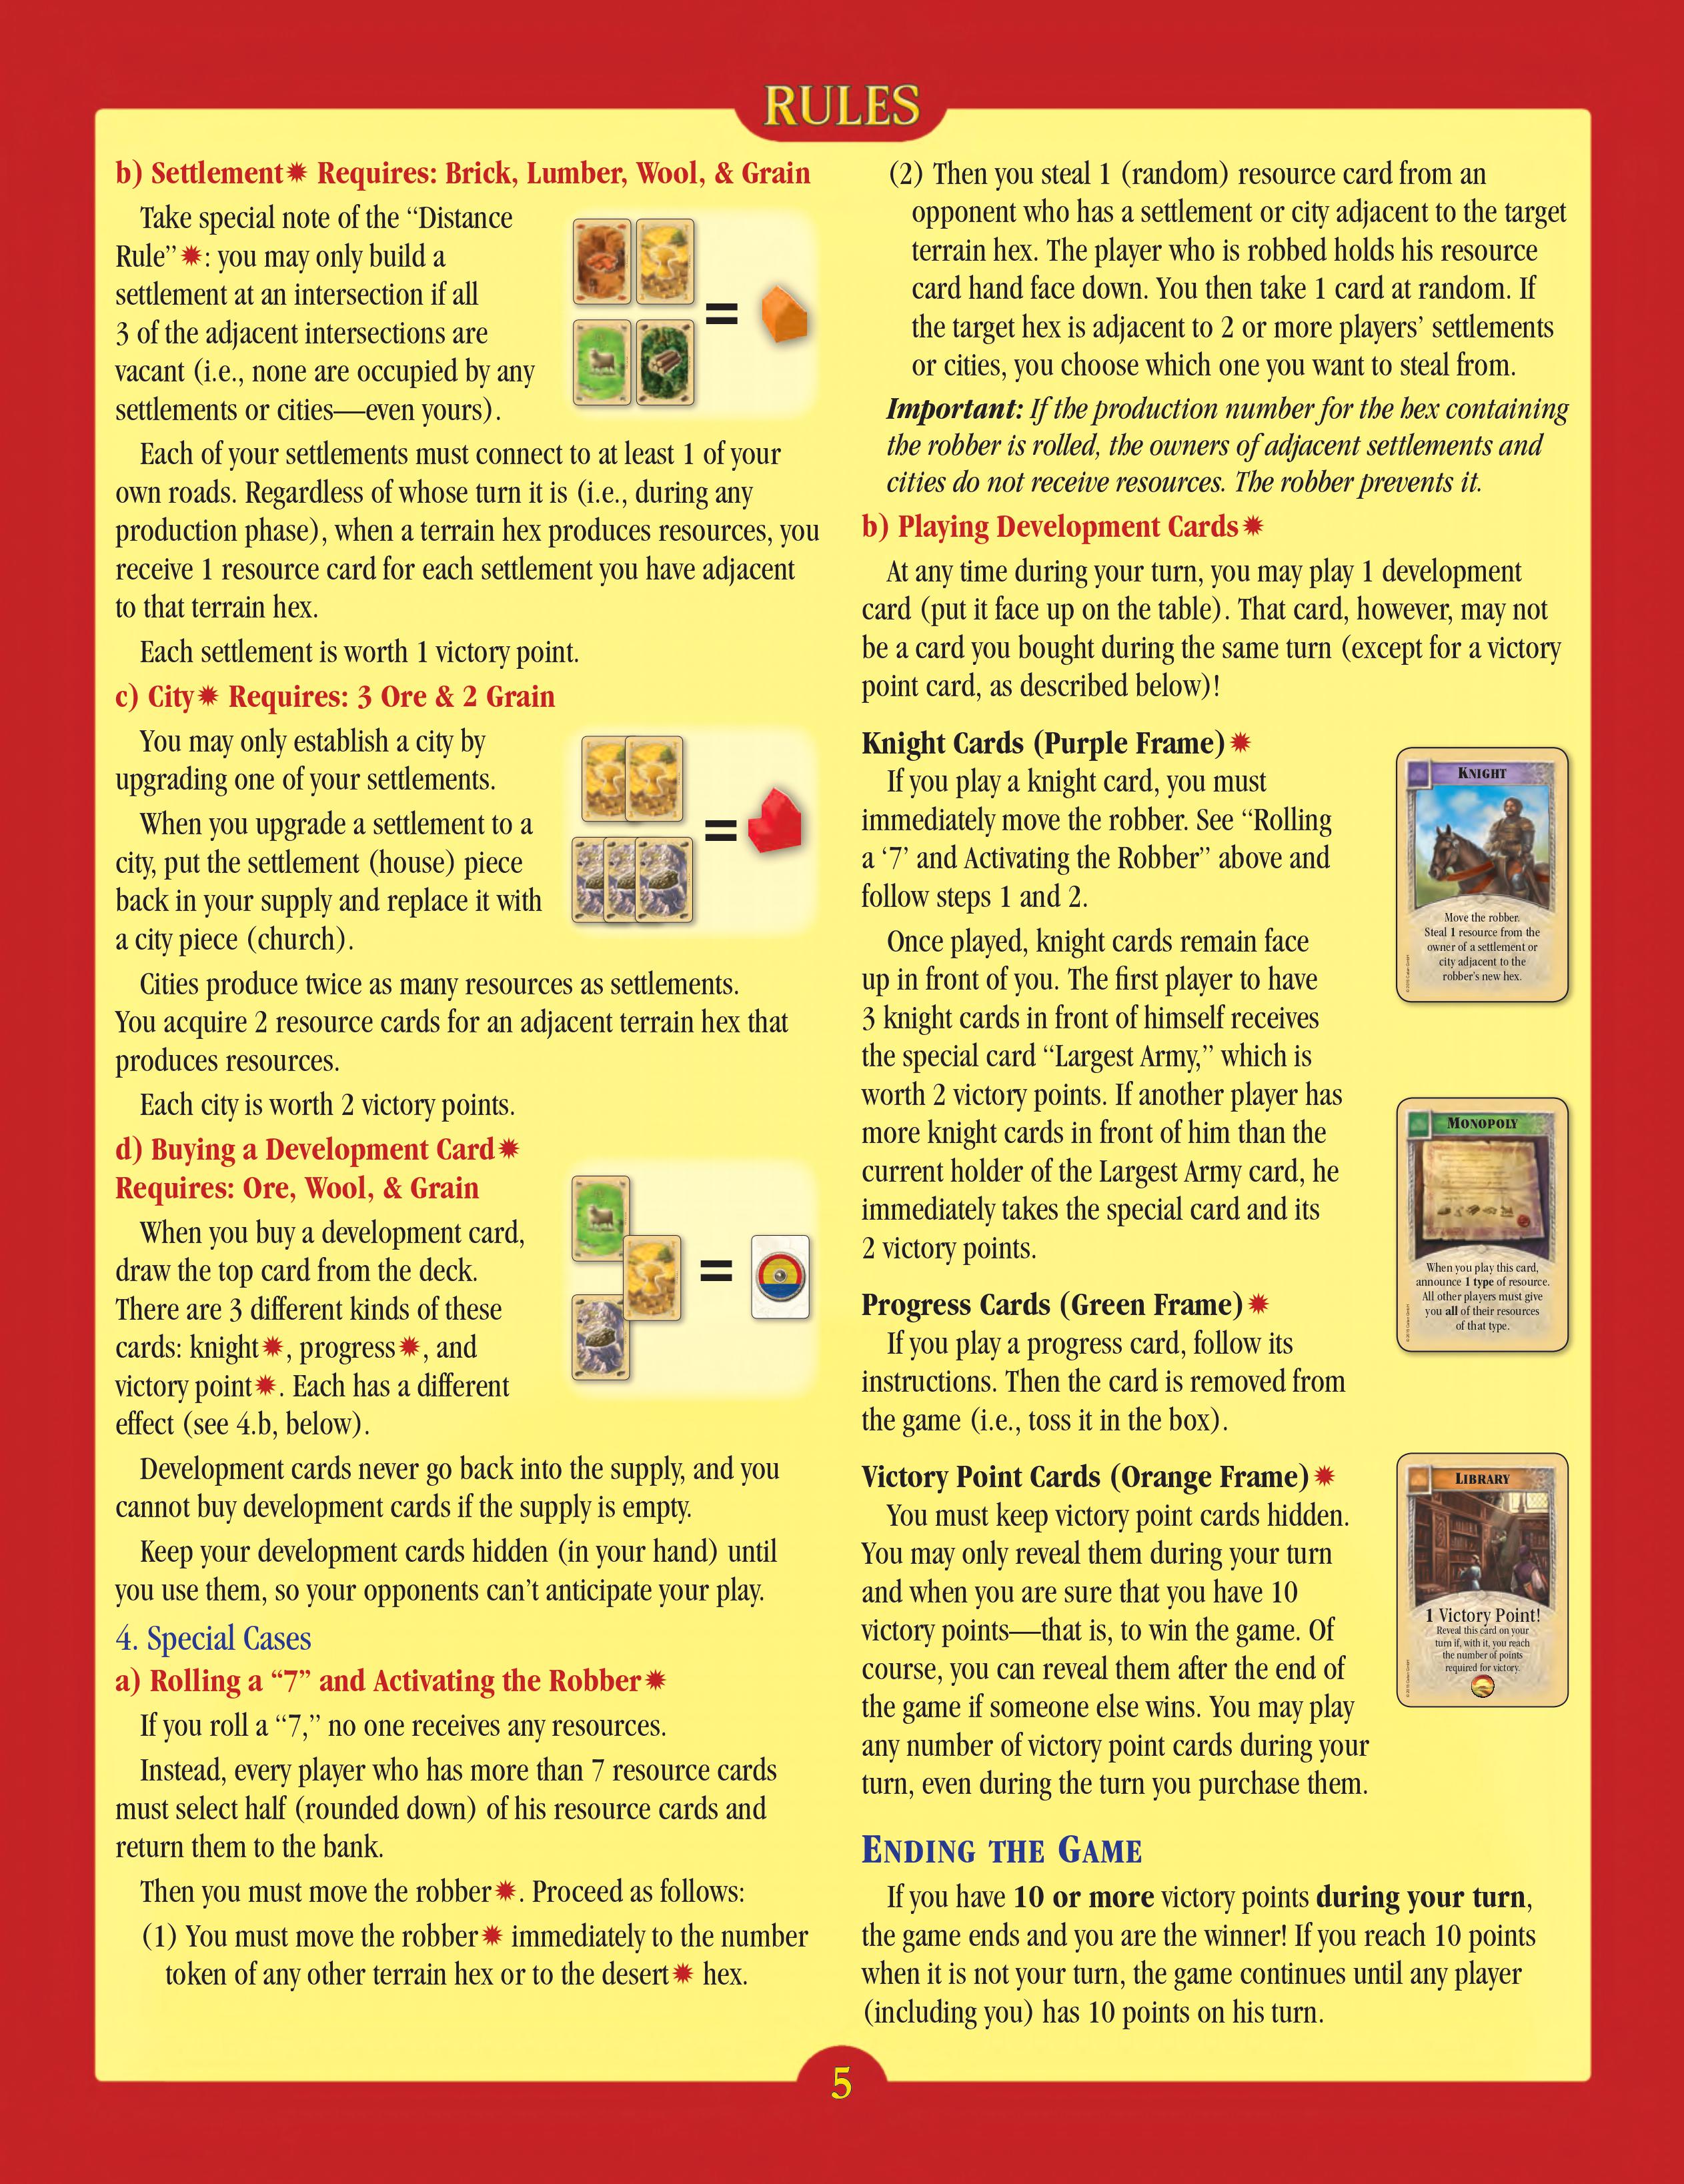 RULES
b) Settlement✹ Requires: Brick, Lumber, Wool, & Grain
Take special note of the “Distance
Rule”✹: you may only build a
settlement at an intersection if all
3 of the adjacent intersections are
vacant (i.e., none are occupied by any
settlements or cities—even yours).
=
Each of your settlements must connect to at least 1 of your
own roads. Regardless of whose turn it is (i.e., during any
production phase), when a terrain hex produces resources, you
receive 1 resource card for each settlement you have adjacent
to that terrain hex.
Each settlement is worth 1 victory point.
c) City✹ Requires: 3 Ore & 2 Grain
You may only establish a city by
upgrading one of your settlements.
When you upgrade a settlement to a
city, put the settlement (house) piece
back in your supply and replace it with
a city piece (church).
=
Cities produce twice as many resources as settlements.
You acquire 2 resource cards for an adjacent terrain hex that
produces resources.
Each city is worth 2 victory points.
d) Buying a Development Card✹
Requires: Ore, Wool, & Grain
When you buy a development card,
draw the top card from the deck.
There are 3 different kinds of these
cards: knight✹, progress✹, and
victory point✹. Each has a different
effect (see 4.b, below).
=
Development cards never go back into the supply, and you
cannot buy development cards if the supply is empty.
Keep your development cards hidden (in your hand) until
you use them, so your opponents can’t anticipate your play.
4. Special Cases
a) Rolling a “7” and Activating the Robber✹
If you roll a “7,” no one receives any resources.
Instead, every player who has more than 7 resource cards
must select half (rounded down) of his resource cards and
return them to the bank.
Then you must move the robber✹. Proceed as follows:
(1) You must move the robber✹ immediately to the number
token of any other terrain hex or to the desert✹ hex.
(2) Then you steal 1 (random) resource card from an
opponent who has a settlement or city adjacent to the target
terrain hex. The player who is robbed holds his resource
card hand face down. You then take 1 card at random. If
the target hex is adjacent to 2 or more players’ settlements
or cities, you choose which one you want to steal from.
Important: If the production number for the hex containing
the robber is rolled, the owners of adjacent settlements and
cities do not receive resources. The robber prevents it.
b) Playing Development Cards✹
At any time during your turn, you may play 1 development
card (put it face up on the table). That card, however, may not
be a card you bought during the same turn (except for a victory
point card, as described below)!
Knight Cards (Purple Frame)✹
If you play a knight card, you must
immediately move the robber. See “Rolling
a ‘7’ and Activating the Robber” above and
follow steps 1 and 2.
Once played, knight cards remain face
up in front of you. The first player to have
3 knight cards in front of himself receives
the special card “Largest Army,” which is
worth 2 victory points. If another player has
more knight cards in front of him than the
current holder of the Largest Army card, he
immediately takes the special card and its
2 victory points.
KNIGHT
Move the robber.
Steal 1 resource from the
owner of a settlement or
city adjacent to the
robber’s new hex.
Progress Cards (Green Frame)✹
If you play a progress card, follow its
instructions. Then the card is removed from
the game (i.e., toss it in the box).
MONOPOLY
When you play this card,
announce 1 type of resource.
All other players must give
you all of their resources
of that type.
Victory Point Cards (Orange Frame)✹
You must keep victory point cards hidden.
You may only reveal them during your turn
and when you are sure that you have 10
victory points—that is, to win the game. Of
course, you can reveal them after the end of
the game if someone else wins. You may play
any number of victory point cards during your
turn, even during the turn you purchase them.
LIBRARY
1 Victory Point!
Reveal this card on your
turn if, with it, you reach
the number of points
required for victory.
ENDING THE GAME
If you have 10 or more victory points during your turn,
the game ends and you are the winner! If you reach 10 points
when it is not your turn, the game continues until any player
(including you) has 10 points on his turn.
5